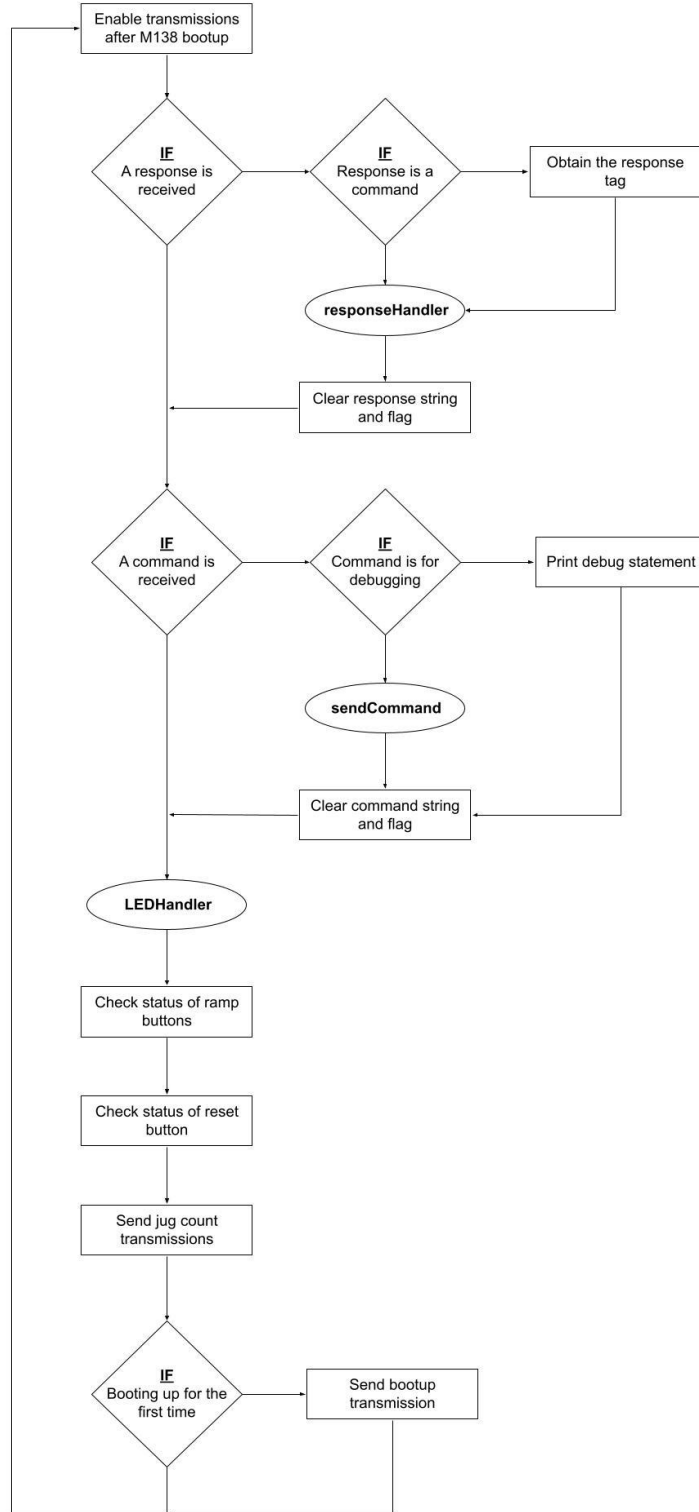 Enable transmissions
after M138 bootup
IF
A response is
received
IF
Response is a
command
Obtain the response
tag
responseHandler
Clear response string
and flag
IF
A command is
received
IF
Command is for
debugging
Print debug statement
sendCommand
Clear command string
and flag
LEDHandler
Check status of ramp
buttons
Check status of reset
button
Send jug count
transmissions
IF
Booting up for the
first time
Send bootup
transmission